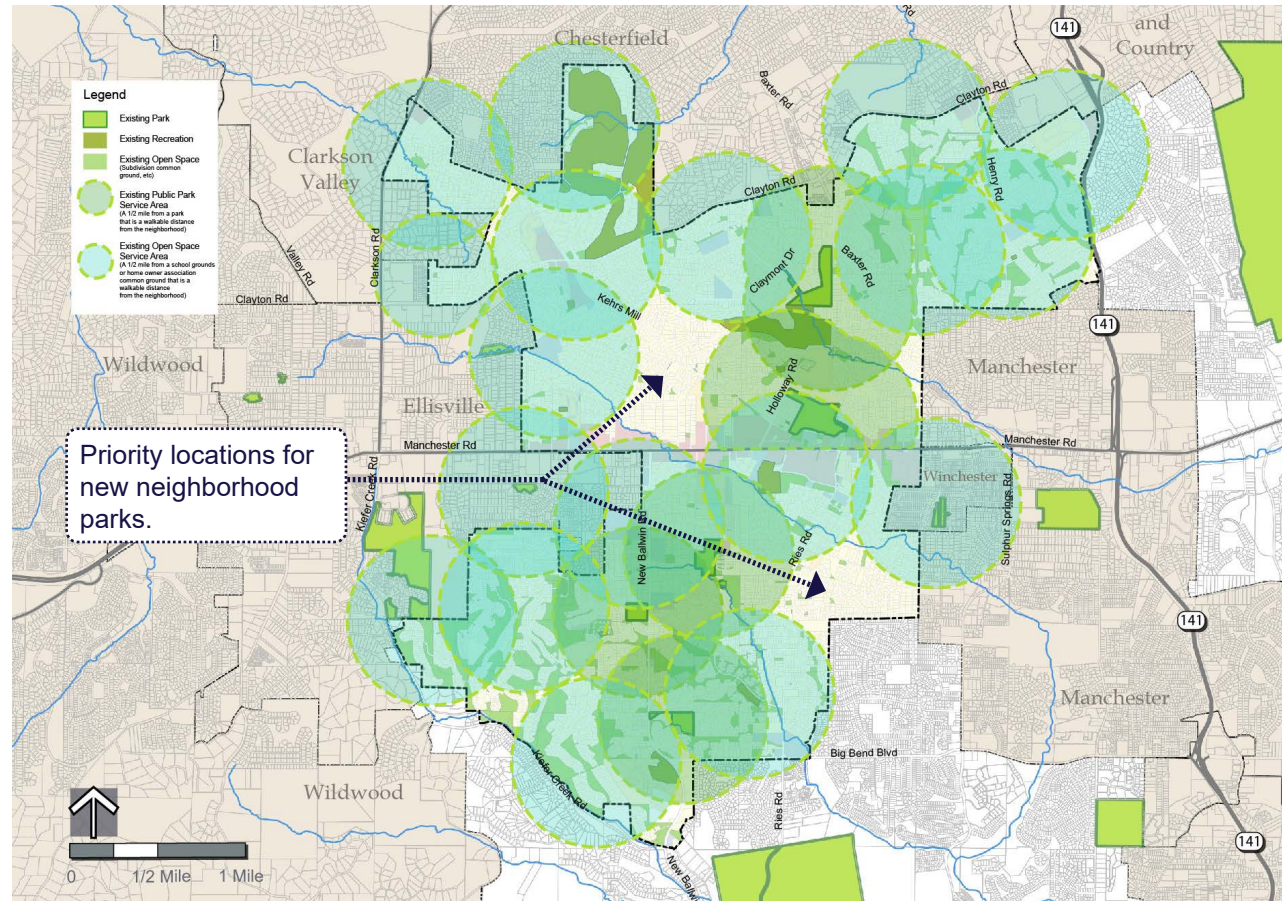 Chesterfield
and
Country
141
Baxter Rd
Clayton Rd
Legend
Existing Park
Existing Recreation
Existing Open Space
(Subdivision common
ground, etc)
Existing Public Park
Service Area
(A 1/2 mile from a park
that is a walkable distance
from the neighborhood)
Existing Open Space
Service Area
(A 1/2 mile from a school grounds
or home owner association
common ground that is a
walkable distance
from the neighborhood)
Clarkson
Valley
Henry Rd
Clayton Rd
Clarkson Rd
Valley Rd
Claymont Dr
Baxter Rd
Clayton Rd
Kehrs Mill
141
Wildwood
Manchester
Ellisville
Holloway Rd
Manchester Rd
Manchester Rd
Priority locations for
new neighborhood
parks.
Kiefer Creek Rd
Winchester
Sulphur Springs Rd
New Ballwin Rd
Ries Rd
141
Manchester
Big Bend Blvd
Kiefer Creek Rd
Wildwood
Ries Rd
141
0 1/2 Mile 1 Mile